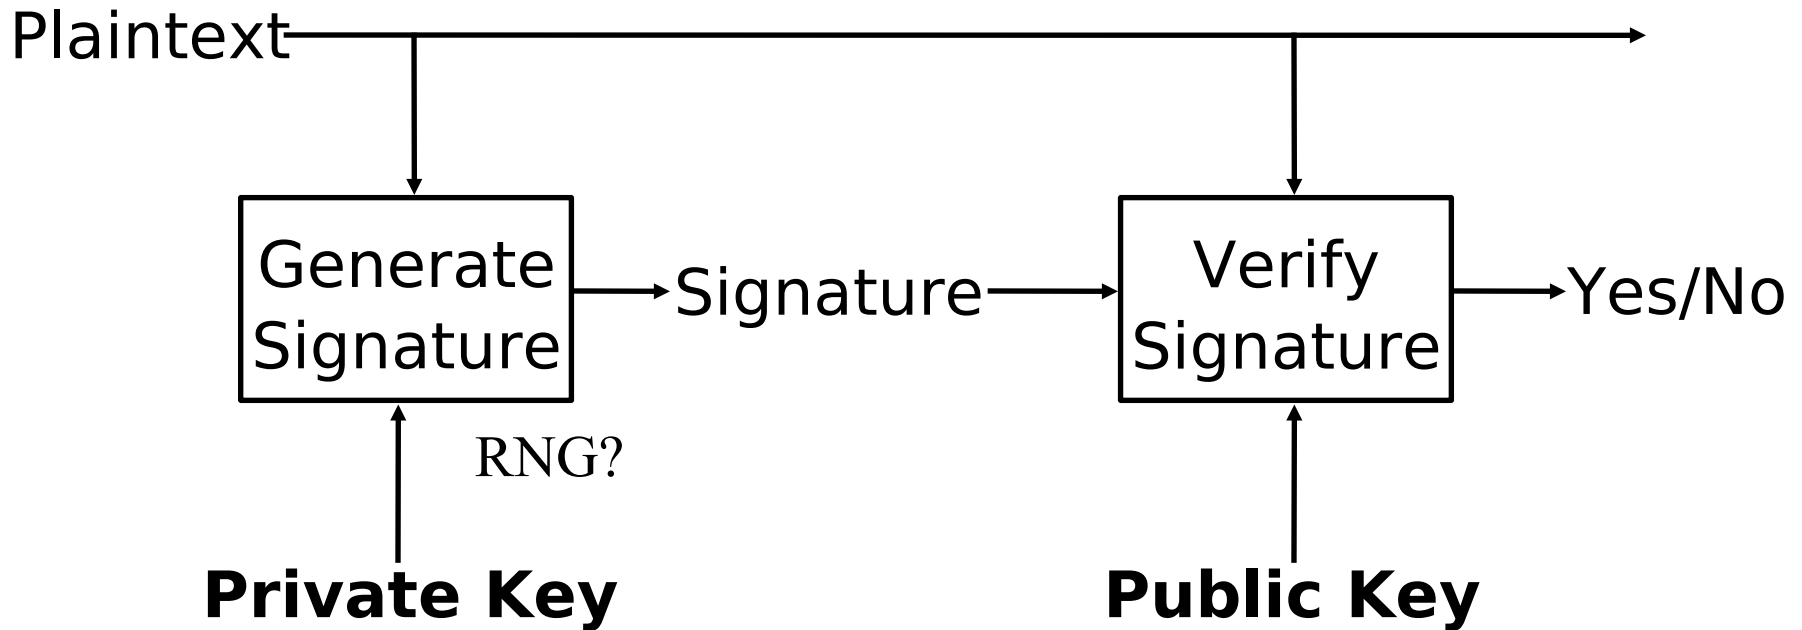 Plaintext
Generate
Signature
Signature
Verify
Signature
Yes/No
RNG?
Private Key
Public Key